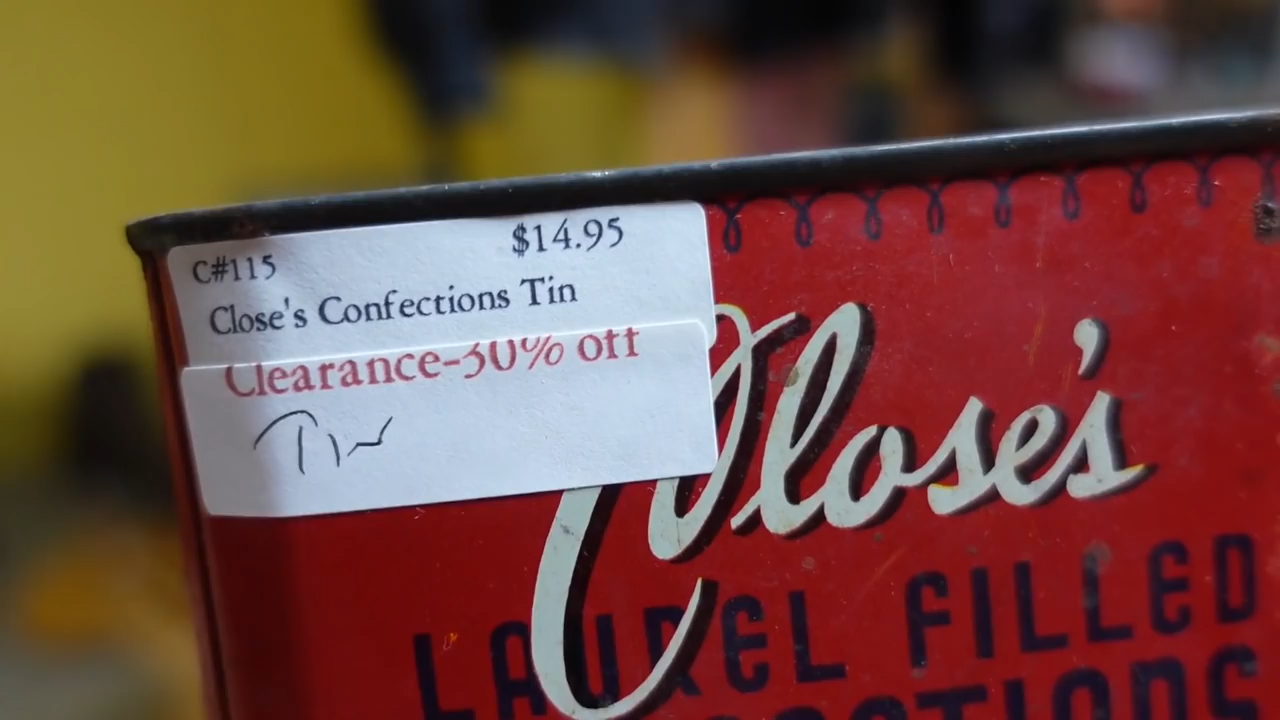 C#115 $14.95
Close's Confections Tin
Clearance-30% off
Tin
Close's
LAUREL FILLED